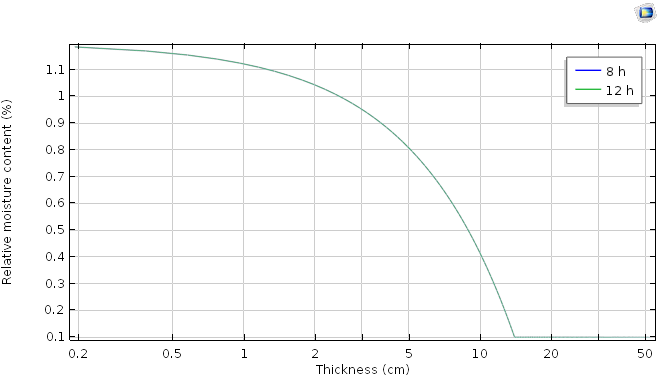 Relative moisture content (%)
1.1
1
0.9
0.8
0.7
0.6
0.5
0.4
0.3
0.2
0.1
8 h
12 h
0.2 0.5 1 2 5 10 20 50
Thickness (cm)